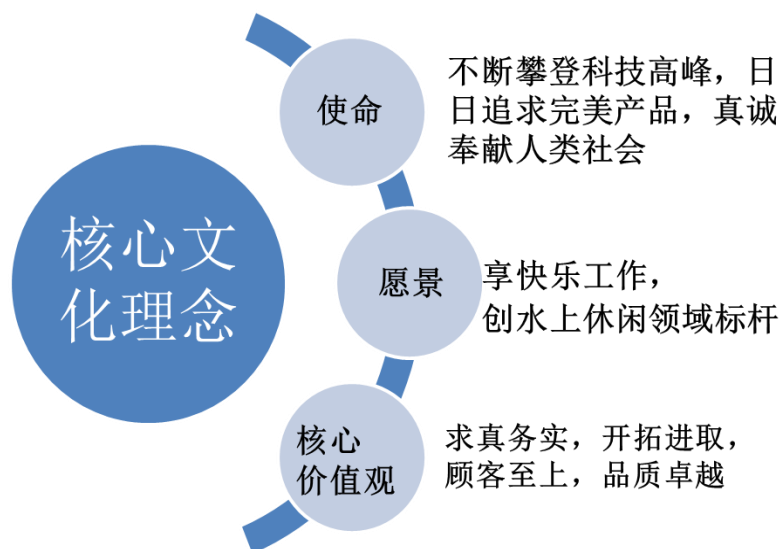 核心文
化理念
使命
不断攀登科技高峰，日
日追求完美产品，真诚
奉献人类社会
愿景
享快乐工作，
创水上休闲领域标杆
核心
价值观
求真务实，开拓进取，
顾客至上，品质卓越